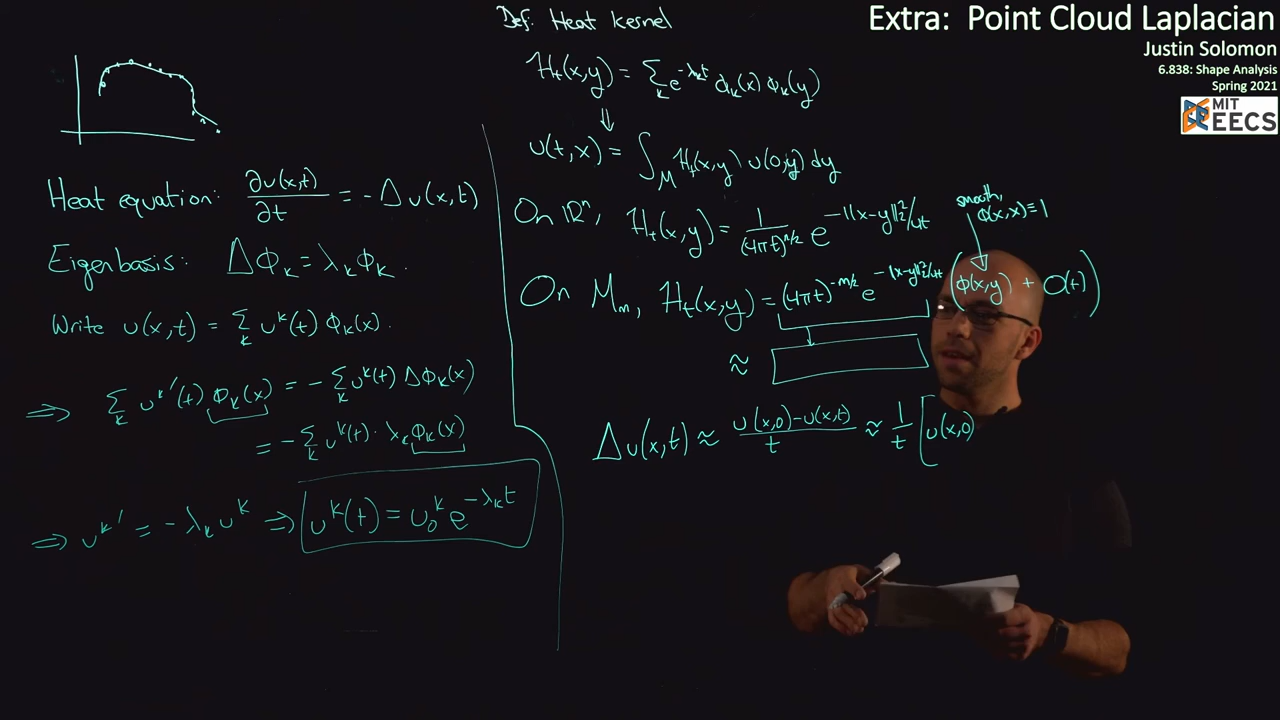 Extra: Point Cloud Laplacian
Justin Solomon
6.838: Shape Analysis
Spring 2021
MIT
EECS
Heat equation: ∂u(x,t)/∂t = -Δu(x,t)
Eigenbasis: Δϕₖ = λₖϕₖ.
Write u(x,t) = Σₖ uᵏ(t) ϕₖ(x).
⇒ Σₖ uᵏ′(t) ϕₖ(x) = -Σₖ uᵏ(t) Δϕₖ(x)
= -Σₖ uᵏ(t)·λₖϕₖ(x)
⇒ uᵏ′ = -λₖuᵏ ⇒ uᵏ(t) = u₀ᵏ e^{-λₖt}
Def: Heat kernel
Hₜ(x,y) = Σₖ e^{-λₖt} ϕₖ(x) ϕₖ(y)
⇓
u(t,x) = ∫_M Hₜ(x,y) u(0,y) dy
On ℝⁿ, Hₜ(x,y) = 1/(4πt)^{n/2} e^{-||x-y||₂²/4t}
smooth,
ϕ(x,x)≡1
On Mₘ, Hₜ(x,y) = (4πt)^{-m/2} e^{-||x-y||₂²/4t} (ϕ(x,y) + O(t))
≈
Δu(x,t) ≈ u(x,0)-u(x,t)/t ≈ 1/t [u(x,0)